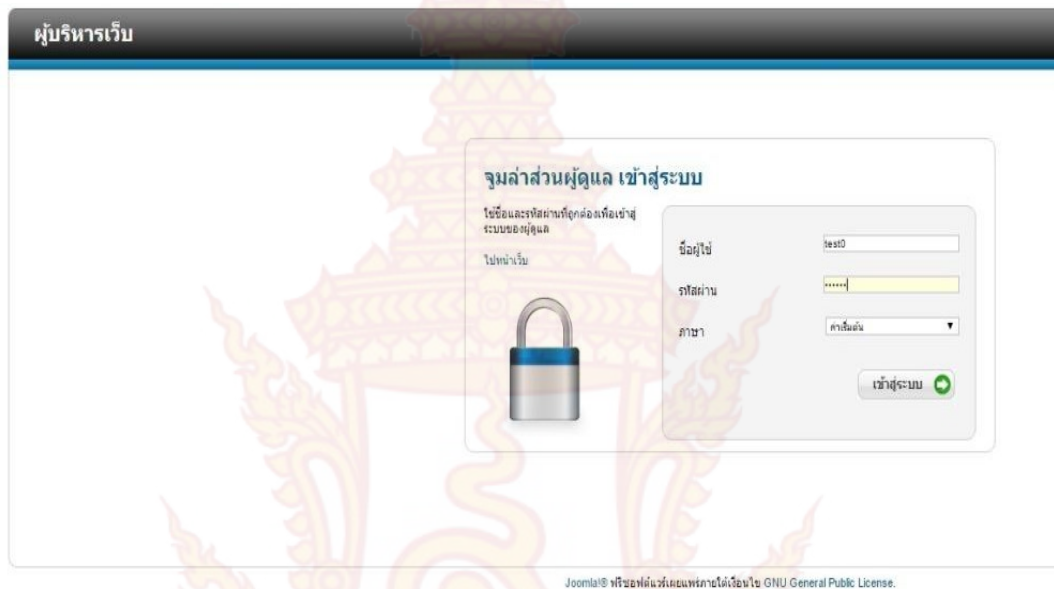 ผู้บริหารเว็บ
จุมล่าส่วนผู้ดูแล เข้าสู่ระบบ
ใช้ชื่อและรหัสผ่านที่ถูกต้องเพื่อเข้าสู่
ระบบของผู้ดูแล
ไปหน้าเว็บ
ชื่อผู้ใช้
test0
รหัสผ่าน
••••••
ภาษา
ค่าเริ่มต้น
เข้าสู่ระบบ
Joomla!® ฟรีซอฟต์แวร์เผยแพร่ภายใต้เงื่อนไข GNU General Public License.